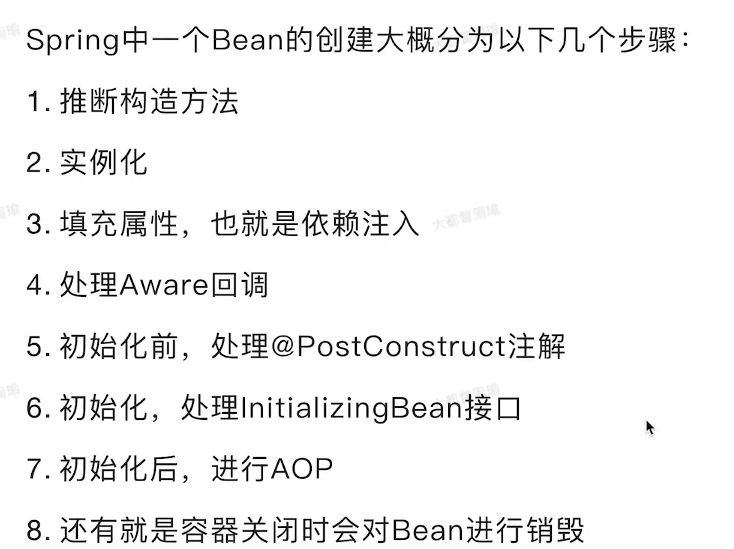 Spring中一个Bean的创建大概分为以下几个步骤：
1. 推断构造方法
2. 实例化
3. 填充属性，也就是依赖注入
大都督周瑜
4. 处理Aware回调
5. 初始化前，处理@PostConstruct注解
6. 初始化，处理InitializingBean接口
7. 初始化后，进行AOP
8. 还有就是容器关闭时会对Bean进行销毁